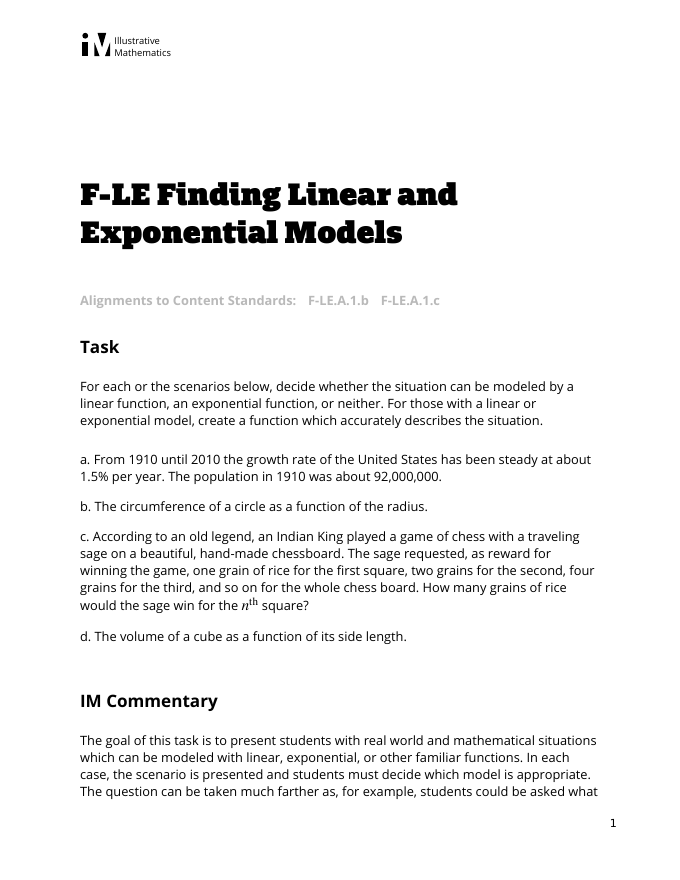 Illustrative
Mathematics
F-LE Finding Linear and
Exponential Models
Alignments to Content Standards: F-LE.A.1.b F-LE.A.1.c
Task
For each or the scenarios below, decide whether the situation can be modeled by a
linear function, an exponential function, or neither. For those with a linear or
exponential model, create a function which accurately describes the situation.
a. From 1910 until 2010 the growth rate of the United States has been steady at about
1.5% per year. The population in 1910 was about 92,000,000.
b. The circumference of a circle as a function of the radius.
c. According to an old legend, an Indian King played a game of chess with a traveling
sage on a beautiful, hand-made chessboard. The sage requested, as reward for
winning the game, one grain of rice for the first square, two grains for the second, four
grains for the third, and so on for the whole chess board. How many grains of rice
would the sage win for the nth square?
d. The volume of a cube as a function of its side length.
IM Commentary
The goal of this task is to present students with real world and mathematical situations
which can be modeled with linear, exponential, or other familiar functions. In each
case, the scenario is presented and students must decide which model is appropriate.
The question can be taken much farther as, for example, students could be asked what
1